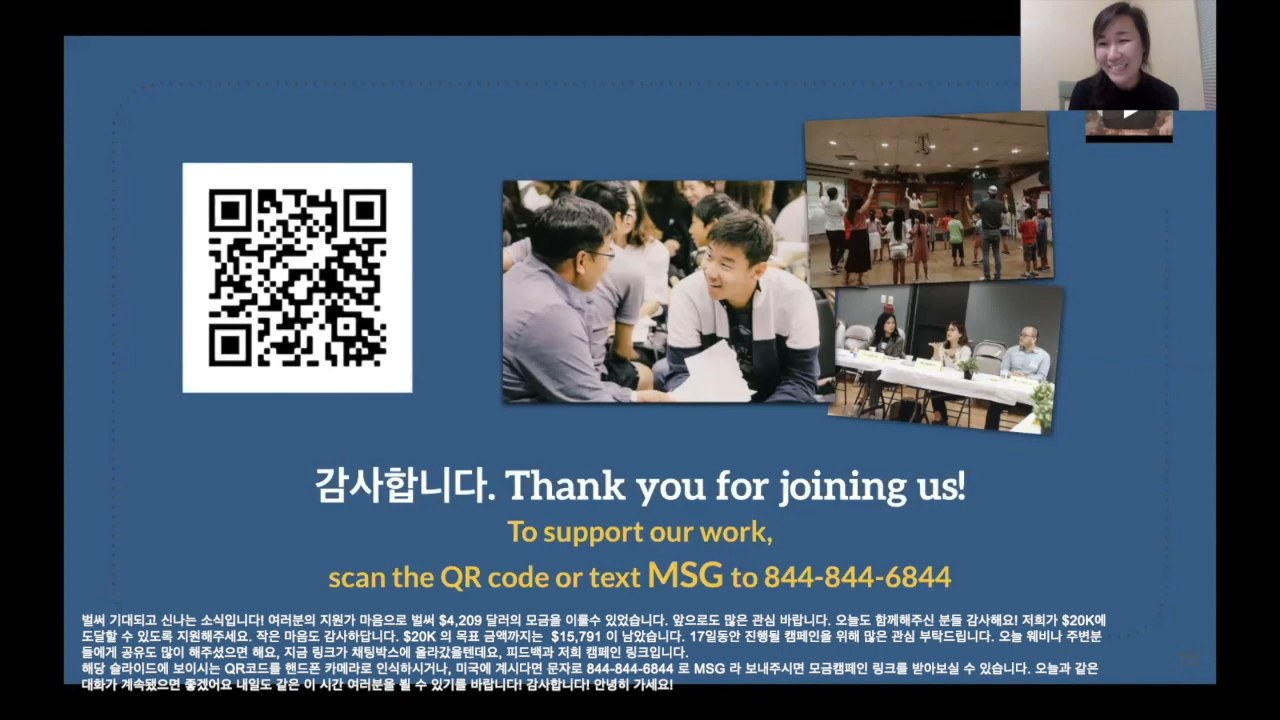 감사합니다. Thank you for joining us!
To support our work,
scan the QR code or text MSG to 844-844-6844
벌써 기대되고 신나는 소식입니다! 여러분의 지원가 마음으로 벌써 $4,209 달러의 모금을 이룰수 있었습니다. 앞으로도 많은 관심 바랍니다. 오늘도 함께해주신 분들 감사해요! 저희가 $20K에
도달할 수 있도록 지원해주세요. 작은 마음도 감사하답니다. $20K 의 목표 금액까지는 $15,791 이 남았습니다. 17일동안 진행될 캠페인을 위해 많은 관심 부탁드립니다. 오늘 웨비나 주변분
들에게 공유도 많이 해주셨으면 해요, 지금 링크가 채팅박스에 올라갔을텐데요, 피드백과 저희 캠페인 링크입니다.
해당 슬라이드에 보이시는 QR코드를 핸드폰 카메라로 인식하시거나, 미국에 계시다면 문자로 844-844-6844 로 MSG 라 보내주시면 모금캠페인 링크를 받아보실 수 있습니다. 오늘과 같은
대화가 계속됐으면 좋겠어요 내일도 같은 이 시간 여러분을 뵐 수 있기를 바랍니다! 감사합니다! 안녕히 가세요!